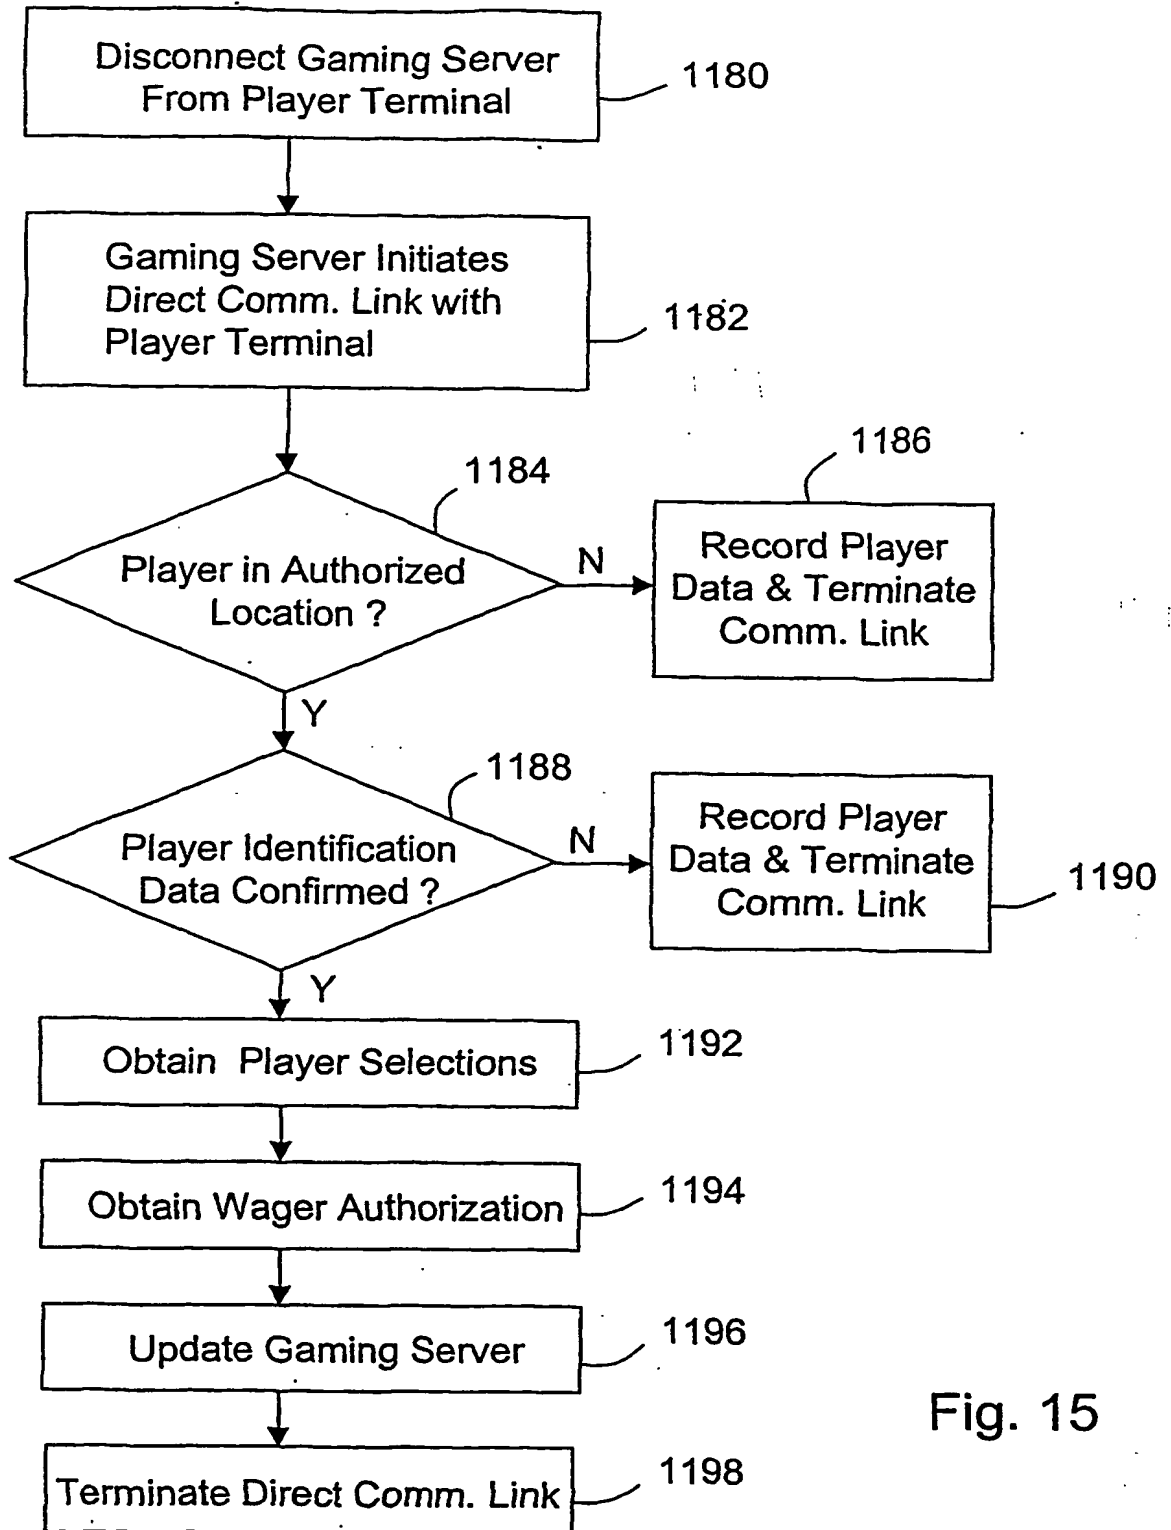 Disconnect Gaming Server
From Player Terminal
1180
Gaming Server Initiates
Direct Comm. Link with
Player Terminal
1182
1184
Player in Authorized
Location ?
N
1186
Record Player
Data & Terminate
Comm. Link
Y
1188
Player Identification
Data Confirmed ?
N
Record Player
Data & Terminate
Comm. Link
1190
Y
Obtain Player Selections
1192
Obtain Wager Authorization
1194
Update Gaming Server
1196
Fig. 15
Terminate Direct Comm. Link
1198